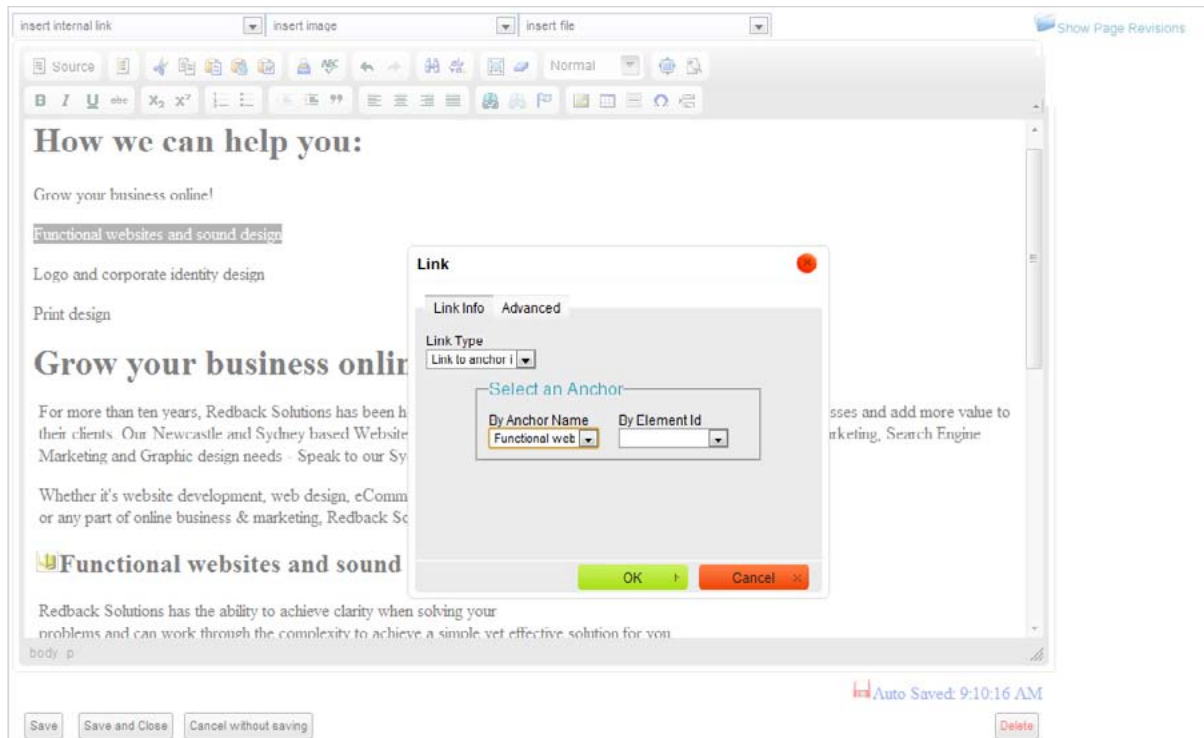 insert internal link insert image insert file Show Page Revisions
Source ABC Normal
B I U abc X₂ X² ”
How we can help you:
Grow your business online!
Functional websites and sound design
Logo and corporate identity design
Print design
Grow your business onlin
For more than ten years, Redback Solutions has been h sses and add more value to
their clients. Our Newcastle and Sydney based Website rketing, Search Engine
Marketing and Graphic design needs - Speak to our Sy
Whether it's website development, web design, eComm
or any part of online business & marketing, Redback So
Functional websites and sound
Redback Solutions has the ability to achieve clarity when solving your
problems and can work through the complexity to achieve a simple yet effective solution for you
body p
Link
Link Info Advanced
Link Type
Link to anchor i
Select an Anchor
By Anchor Name By Element Id
Functional web
OK Cancel
Auto Saved: 9:10:16 AM
Save Save and Close Cancel without saving Delete